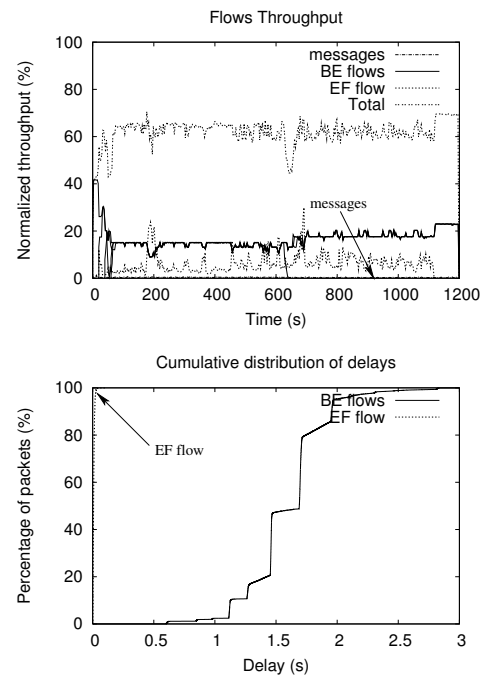 Flows Throughput
Normalized throughput (%)
100
80
60
40
20
0
messages
BE flows
EF flow
Total
messages
0 200 400 600 800 1000 1200
Time (s)
Cumulative distribution of delays
Percentage of packets (%)
100
80
60
40
20
0
BE flows
EF flow
EF flow
0 0.5 1 1.5 2 2.5 3
Delay (s)